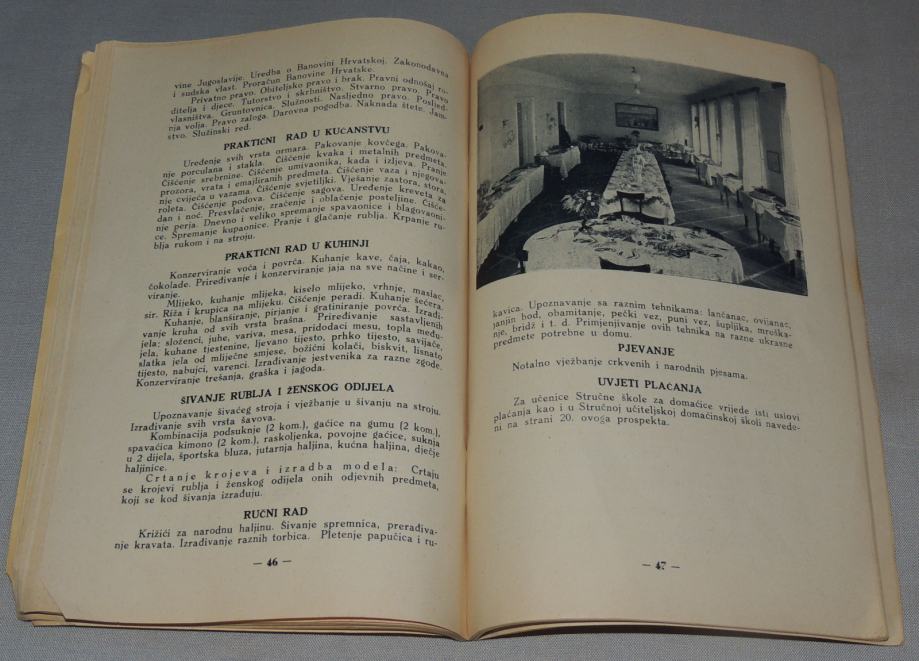 vine Jugoslavije. Uredba o Banovini Hrvatskoj. Zakonodavna
i sudska vlast. Proračun Banovine Hrvatske.
Privatno pravo. Obiteljsko pravo i brak. Pravni odnošaj ro-
ditelja i djece. Tutorstvo i skrbništvo. Stvarno pravo. Pravo
vlasništva. Gruntovnica. Služnosti. Nasljedno pravo. Posljed-
nja volja. Pravo zaloga. Darovna pogodba. Naknada štete. Jam-
stvo. Služinski red.
PRAKTIČNI RAD U KUĆANSTVU
Uređenje svih vrsta ormara. Pakovanje kovčega. Pakova-
nje porculana i stakla. Čišćenje kvaka i metalnih predmeta.
Čišćenje srebrnine. Čišćenje umivaonika, kada i izljeva. Pranje
prozora, vrata i emajliranih predmeta. Čišćenje vaza i njegova-
nje cvijeća u vazama. Čišćenje svjetiljki. Vješanje zastora, stora,
roleta. Čišćenje podova. Čišćenje sagova. Uređenje kreveta za
dan i noć. Presvlačenje, zračenje i oblačenje posteljine. Čišće-
nje perja. Dnevno i veliko spremanje spavaonice i blagovaoni-
ce. Spremanje kupaonice. Pranje i glačanje rublja. Krpanje ru-
blja rukom i na stroju.
PRAKTIČNI RAD U KUHINJI
Konzerviranje voća i povrća. Kuhanje kave, čaja, kakao,
čokolade. Priređivanje i konzerviranje jaja na sve načine i ser-
viranje.
Mlijeko, kuhanje mlijeka, kiselo mlijeko, vrhnje, maslac,
sir. Riža i krupica na mlijeku. Čišćenje peradi. Kuhanje šećera.
Kuhanje, blanširanje, pirjanje i gratiniranje povrća. Izrađi-
vanje kruha od svih vrsta brašna. Priređivanje sastavljenih
jela; složenci, juhe, variva, mesa, pridodaci mesu, topla među-
jela, kuhane tjestenine, ljevano tijesto, prhko tijesto, savijače,
slatka jela od mliječne smjese, božićni kolači, biskvit, lisnato
tijesto, nabujci, varenci. Izrađivanje jestvenika za razne zgode.
Konzerviranje trešanja, graška i jagoda.
ŠIVANJE RUBLJA I ŽENSKOG ODIJELA
Upoznavanje šivaćeg stroja i vježbanje u šivanju na stroju.
Izrađivanje svih vrsta šavova.
Kombinacija podsuknje (2 kom.), gaćice na gumu (2 kom.),
spavaćica kimono (2 kom.), raskoljenka, povojne gaćice, suknja
u 2 dijela, športska bluza, jutarnja haljina, kućna haljina, dječje
haljinice.
Crtanje krojeva i izradba modela: Crtaju
se krojevi rublja i ženskog odijela onih odjevnih predmeta,
koji se kod šivanja izrađuju.
RUČNI RAD
Križići za narodnu haljinu. Šivanje spremnica, prerađiva-
nje kravata. Izrađivanje raznih torbica. Pletenje papučica i ru-
— 46 —
kavica. Upoznavanje sa raznim tehnikama: lančanac, ovijanac,
janjin hod, obamitanje, pečki vez, puni vez, šupljika, mreška-
nje, bridž i t. d. Primjenjivanje ovih tehnika na razne ukrasne
predmete potrebne u domu.
PJEVANJE
Notalno vježbanje crkvenih i narodnih pjesama.
UVJETI PLAĆANJA
Za učenice Stručne škole za domaćice vrijede isti uslovi
plaćanja kao i u Stručnoj učiteljskoj domaćinskoj školi navede-
ni na strani 20. ovoga prospekta.
— 47 —